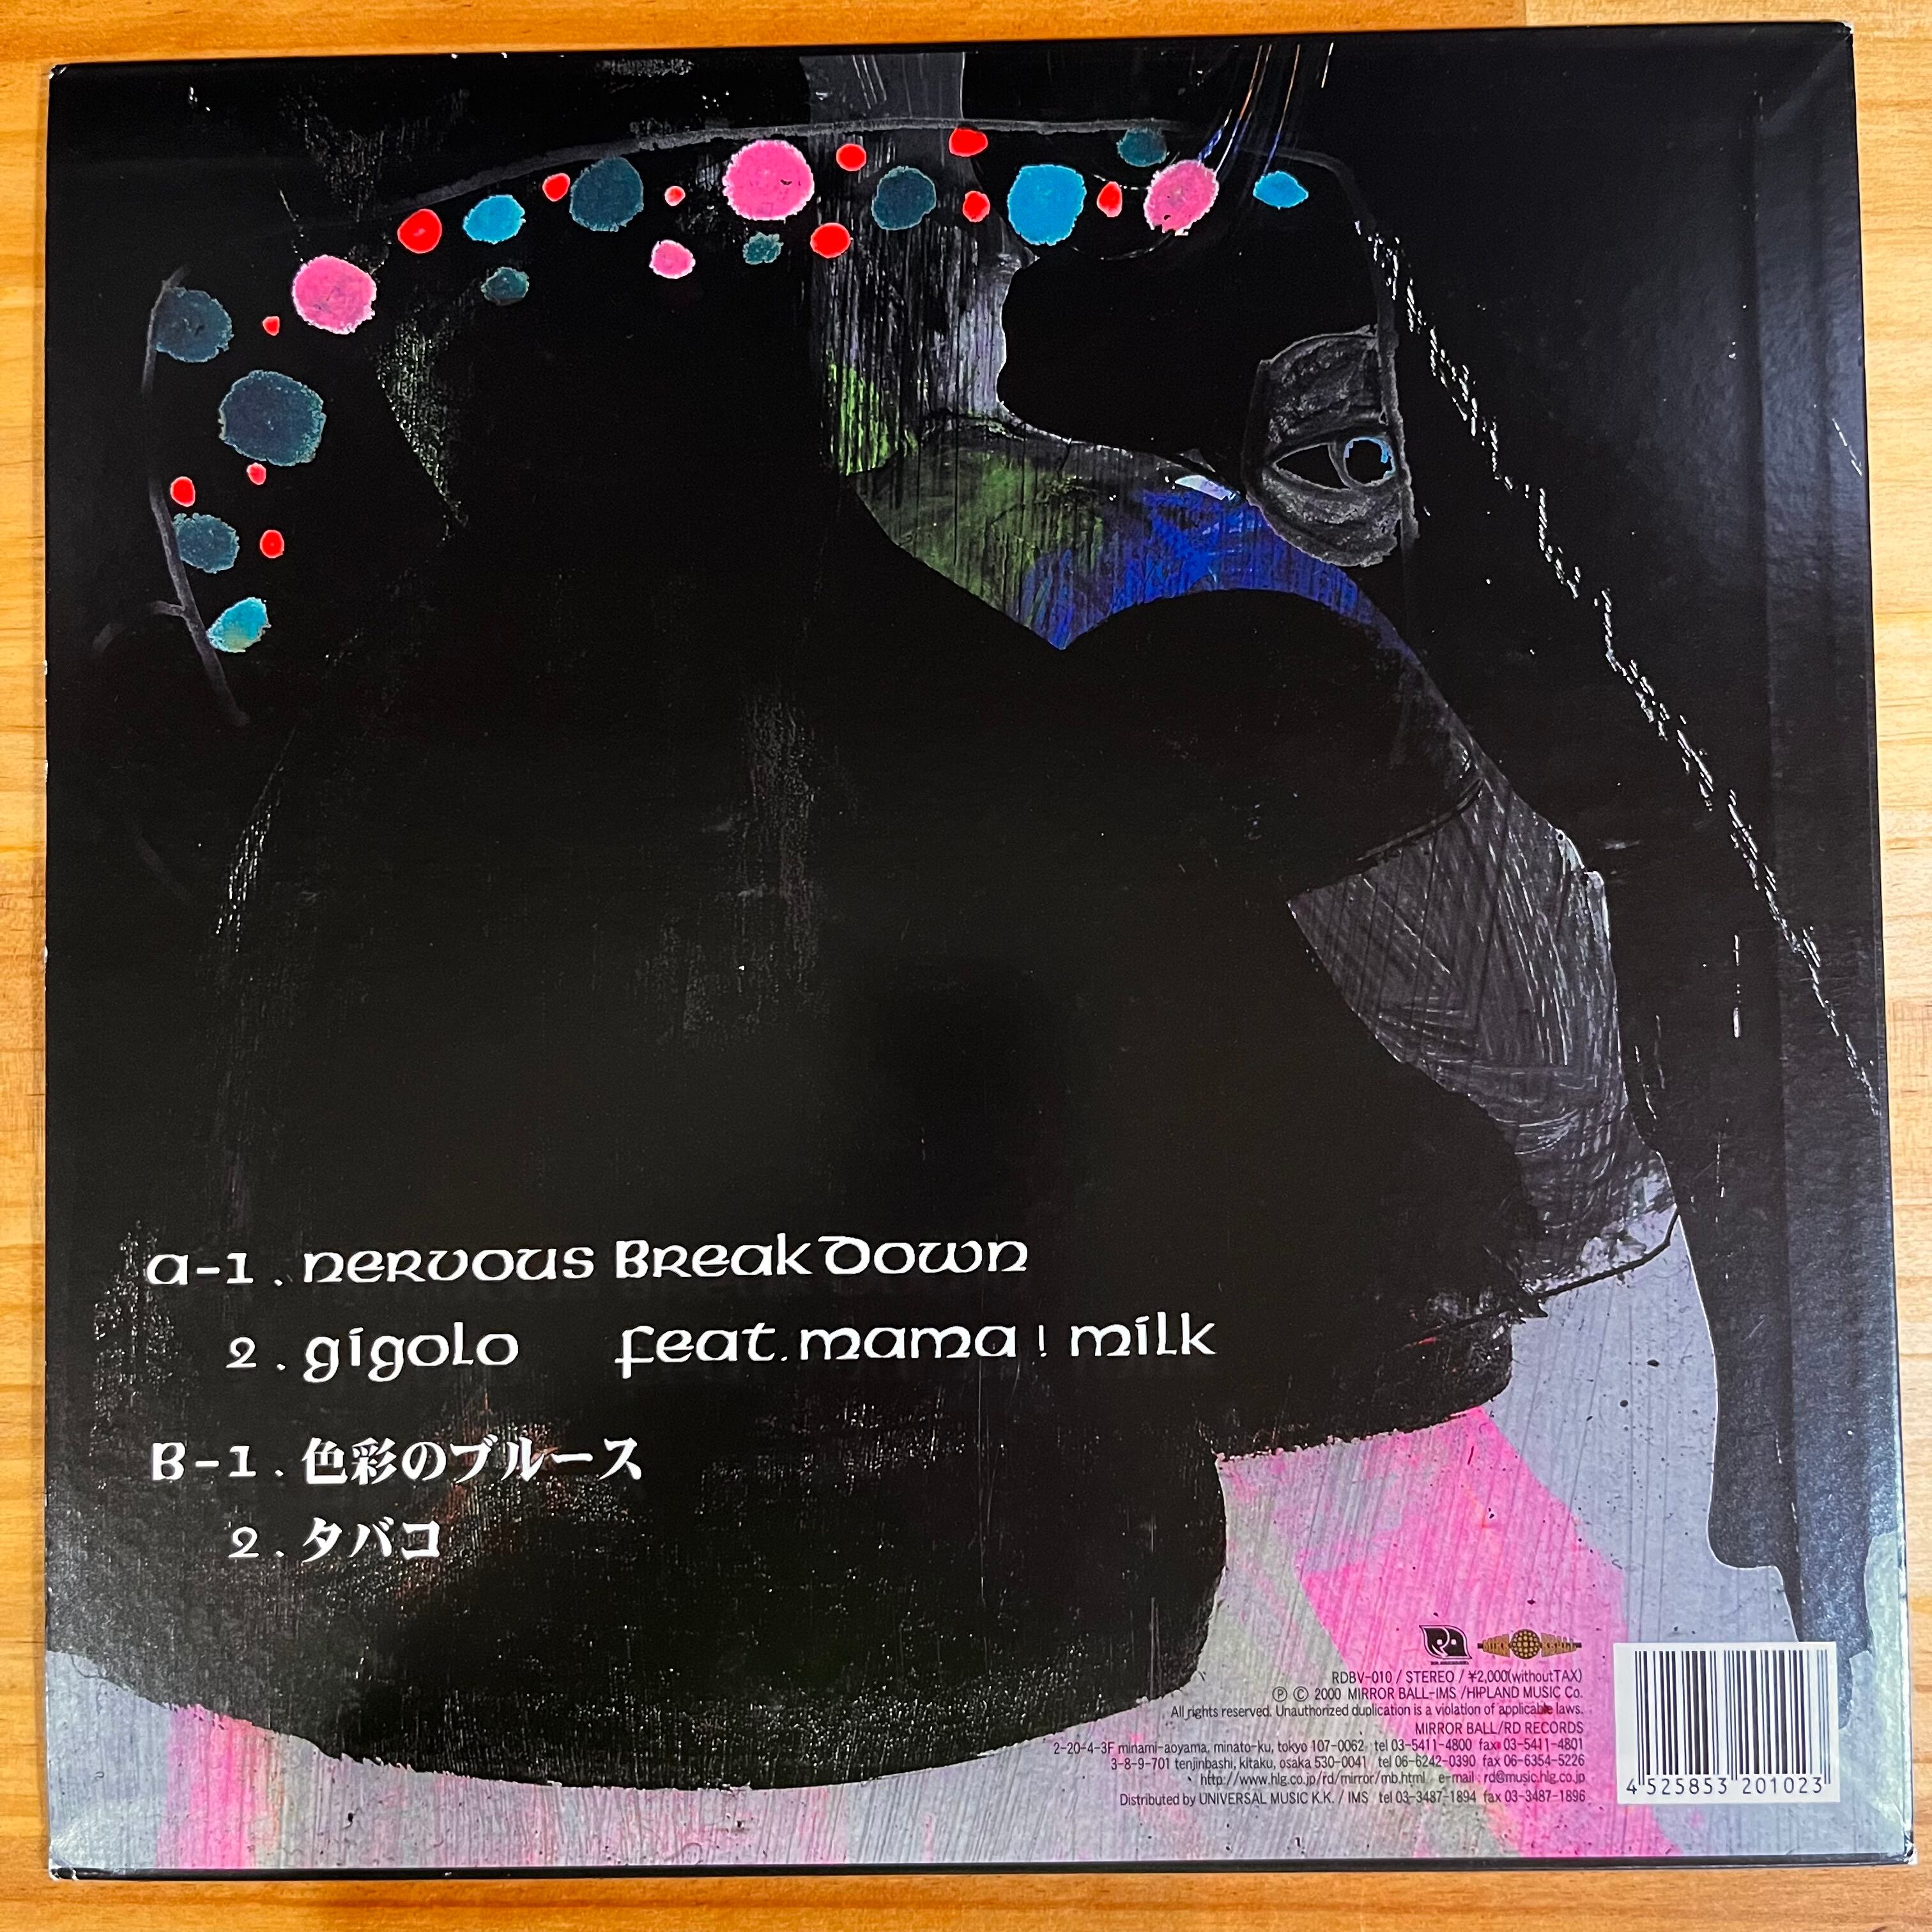 A-1. nervous Breakdown
2. gigolo feat. mama! milk
B-1. 色彩のブルース
2. タバコ
RD
MIRROR BALL
RDBV-010 / STEREO / ¥2,000(withoutTAX)
Ⓟ Ⓒ 2000 MIRROR BALL-IMS /HIPLAND MUSIC Co.
All rights reserved. Unauthorized duplication is a violation of applicable laws.
MIRROR BALL/RD RECORDS
2-20-4-3F minami-aoyama, minato-ku, tokyo 107-0062 tel 03-5411-4800 fax 03-5411-4801
3-8-9-701 tenjinbashi, kitaku, osaka 530-0041 tel 06-6242-0390 fax 06-6354-5226
http://www.hlg.co.jp/rd/mirror/mb.html e-mail : rd@music.hlg.co.jp
Distributed by UNIVERSAL MUSIC K.K. / IMS tel 03-3487-1894 fax 03-3487-1896
4 525853 201023